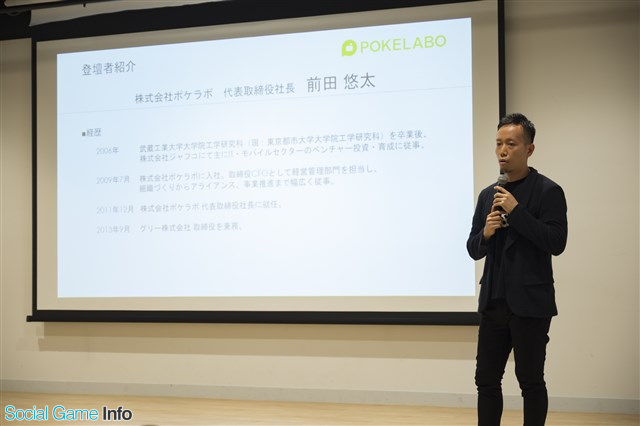 登壇者紹介
POKELABO
株式会社ポケラボ 代表取締役社長 前田 悠太
■経歴
2006年 武蔵工業大学大学院工学研究科（現：東京都市大学大学院工学研究科）を卒業後、
株式会社ジャフコにて主にIT・モバイルセクターのベンチャー投資・育成に従事。
2009年7月 株式会社ポケラボに入社。取締役CFOとして経営管理部門を担当し、
組織づくりからアライアンス、事業推進まで幅広く従事。
2011年12月 株式会社ポケラボ 代表取締役社長に就任。
2013年9月 グリー株式会社 取締役を兼務。
Social Game Info